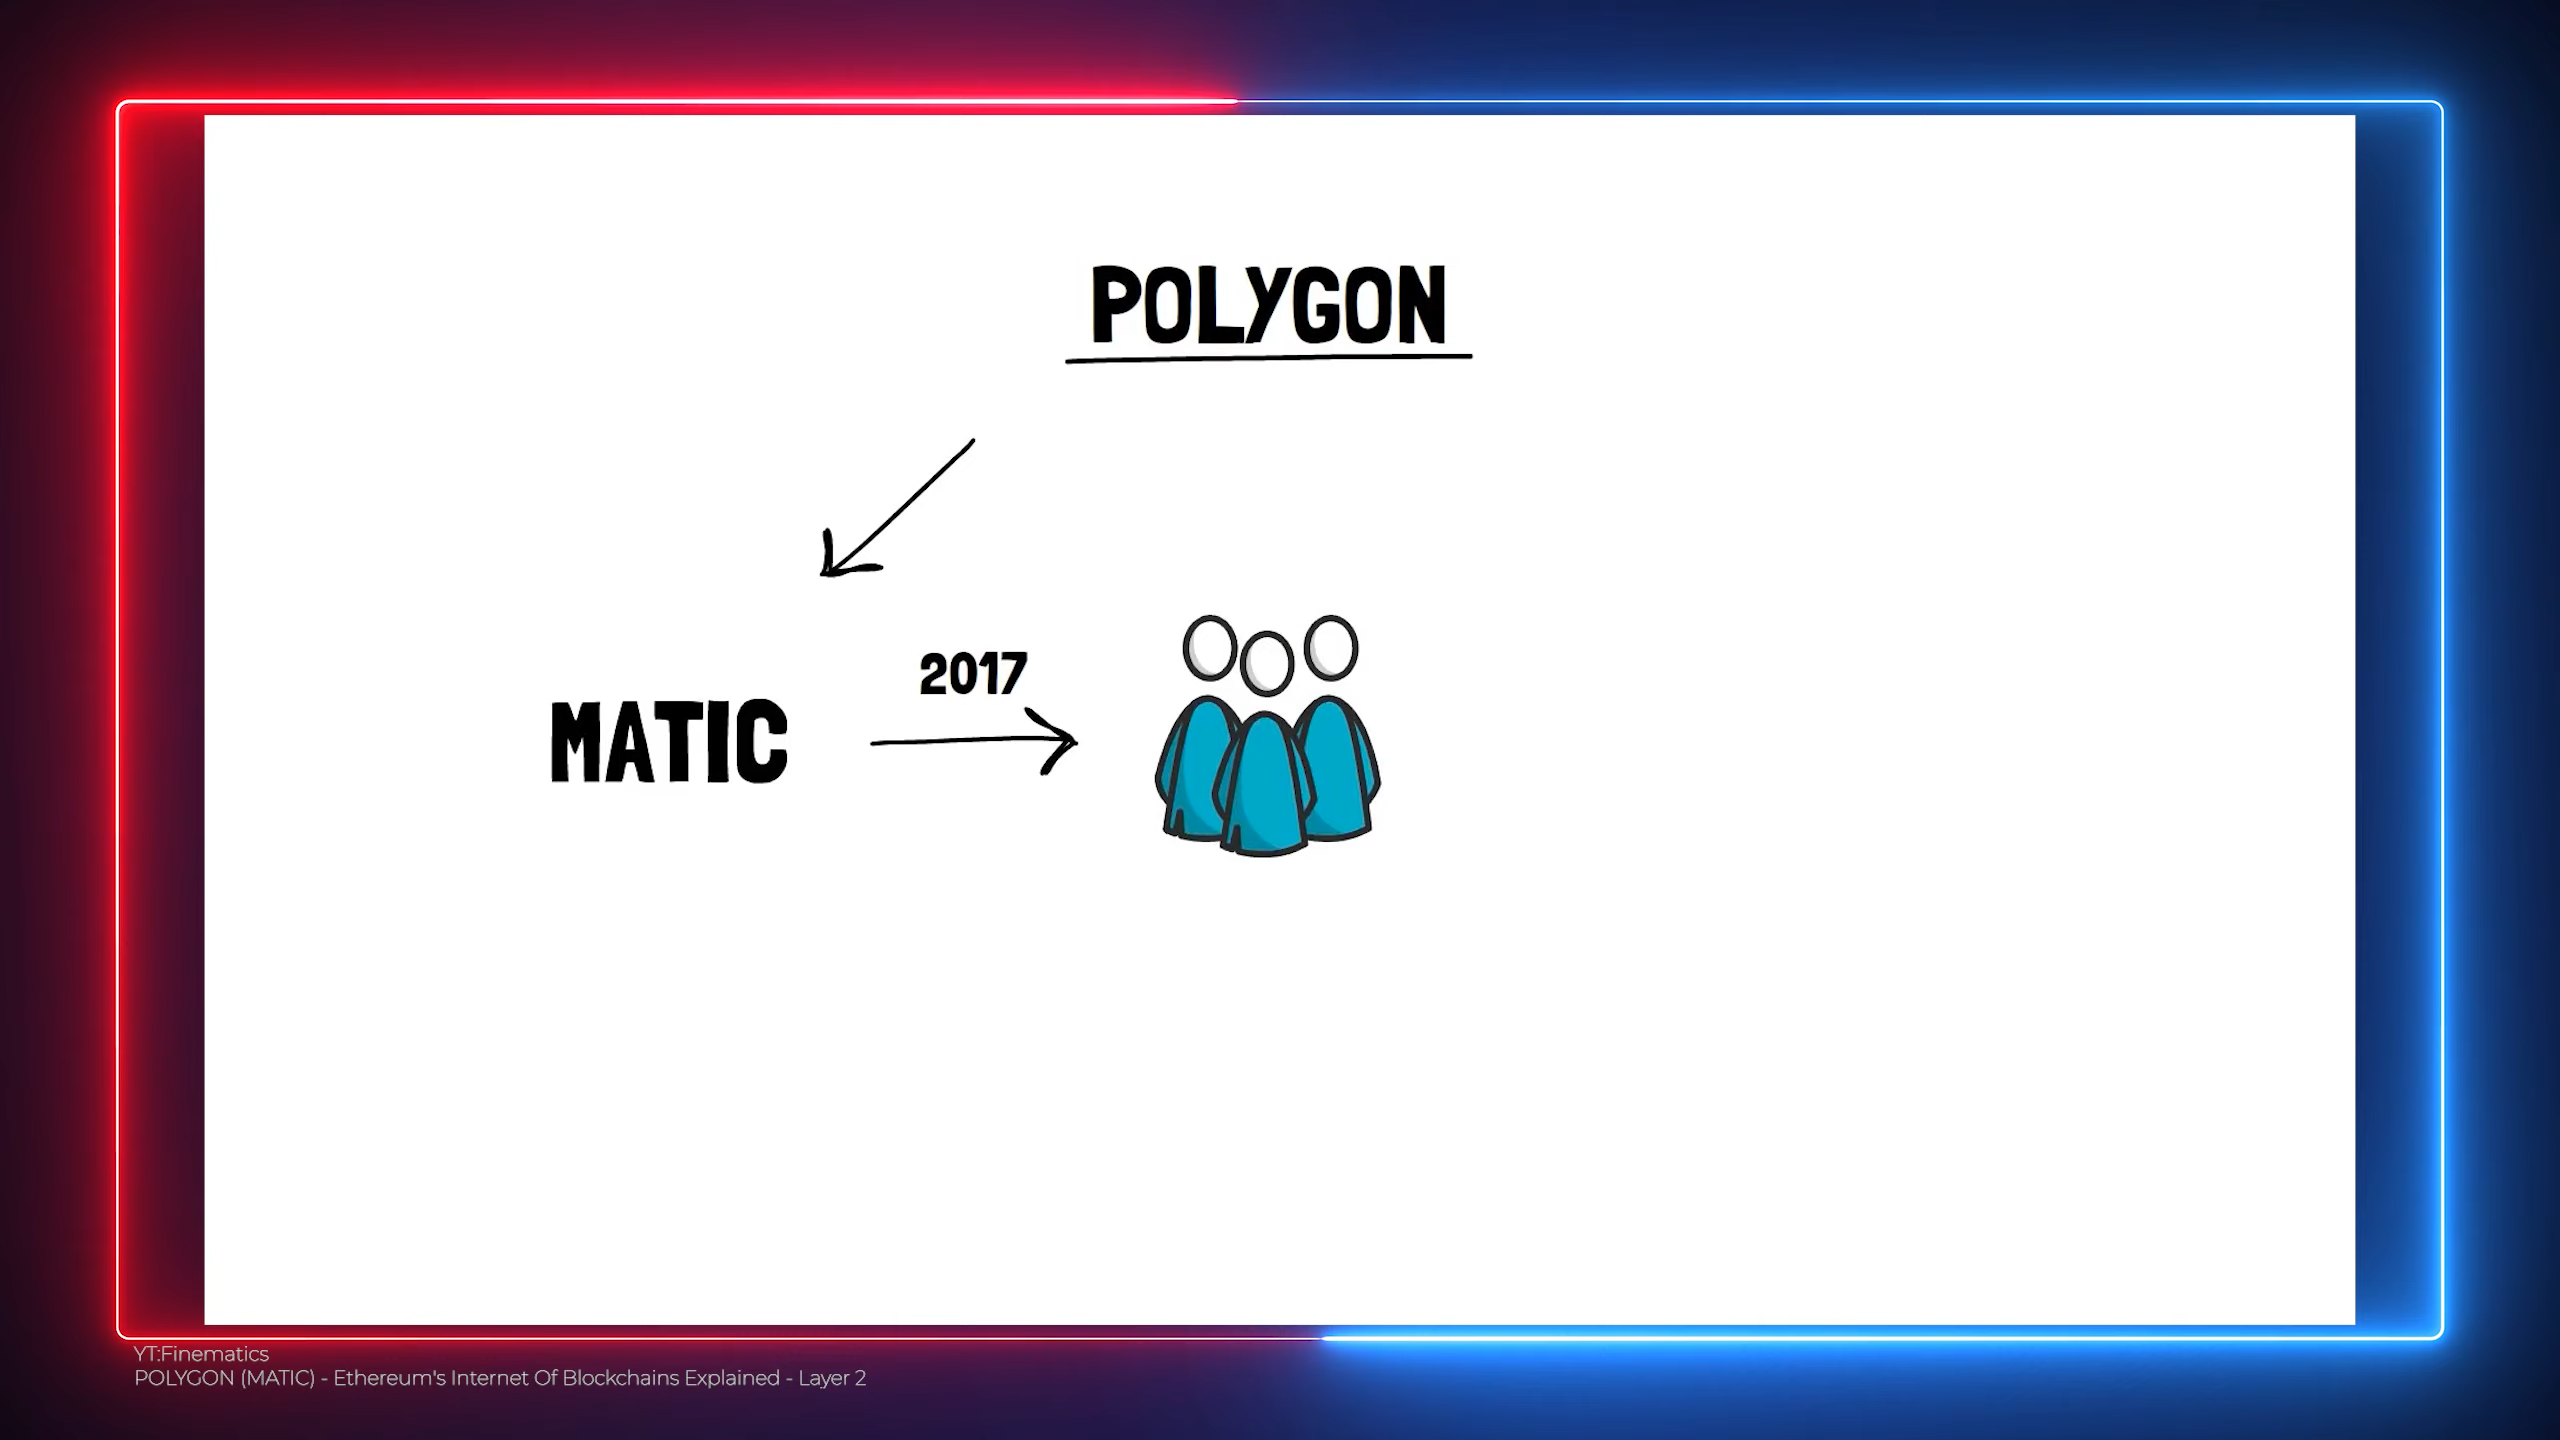 POLYGON
2017
MATIC
YT:Finematics
POLYGON (MATIC) - Ethereum's Internet Of Blockchains Explained - Layer 2